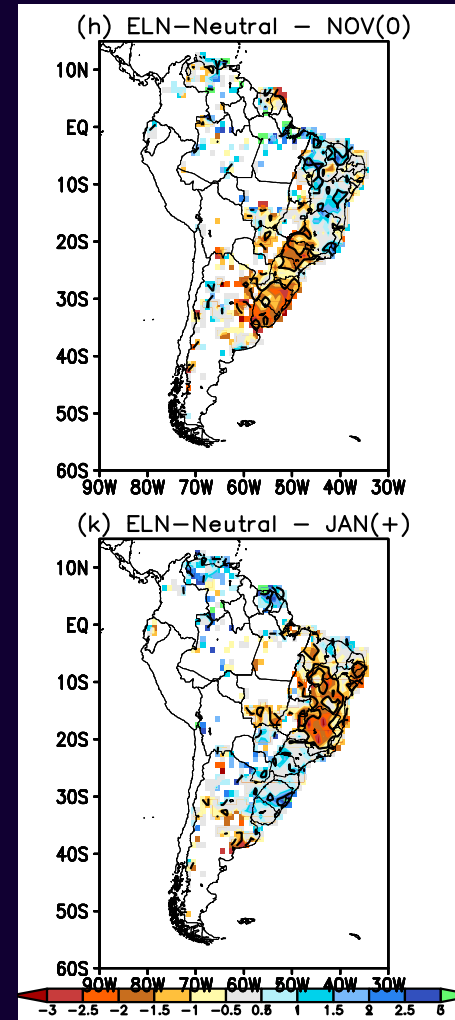 (h) ELN-Neutral - NOV(0)
10N
EQ
10S
20S
30S
40S
50S
60S
90W 80W 70W 60W 50W 40W 30W
(k) ELN-Neutral - JAN(+)
10N
EQ
10S
20S
30S
40S
50S
60S
90W 80W 70W 60W 50W 40W 30W
-3 -2.5 -2 -1.5 -1 -0.5 0.5 1 1.5 2 2.5